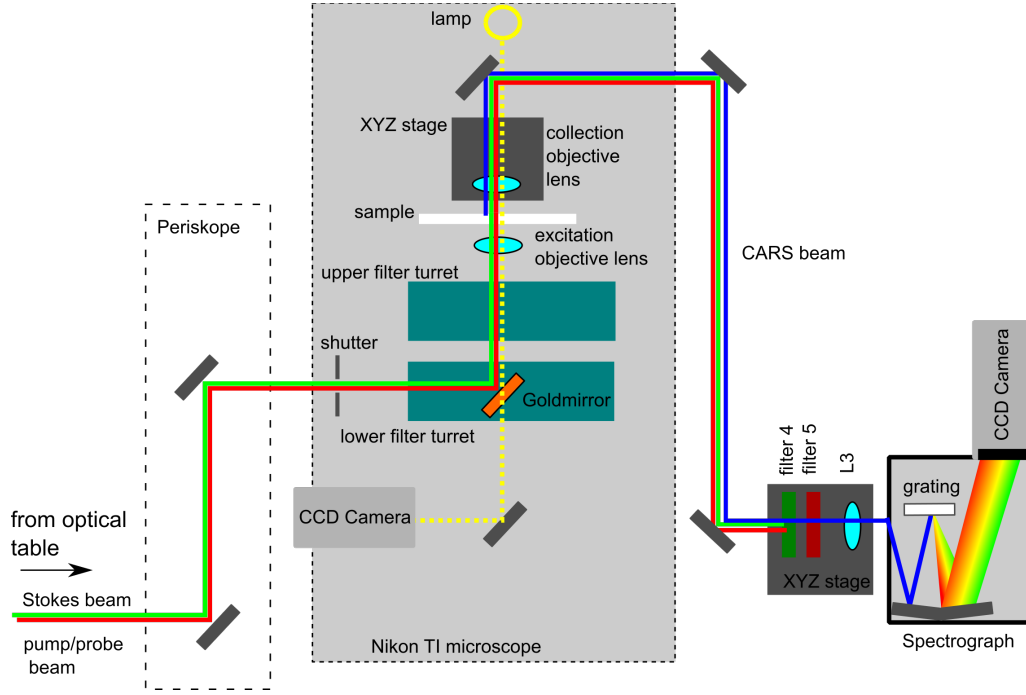 lamp
XYZ stage
collection
objective
lens
sample
excitation
objective lens
upper filter turret
Periskope
shutter
Goldmirror
lower filter turret
CARS beam
CCD Camera
from optical
table
Stokes beam
pump/probe
beam
Nikon TI microscope
filter 4
filter 5
L3
XYZ stage
grating
CCD Camera
Spectrograph